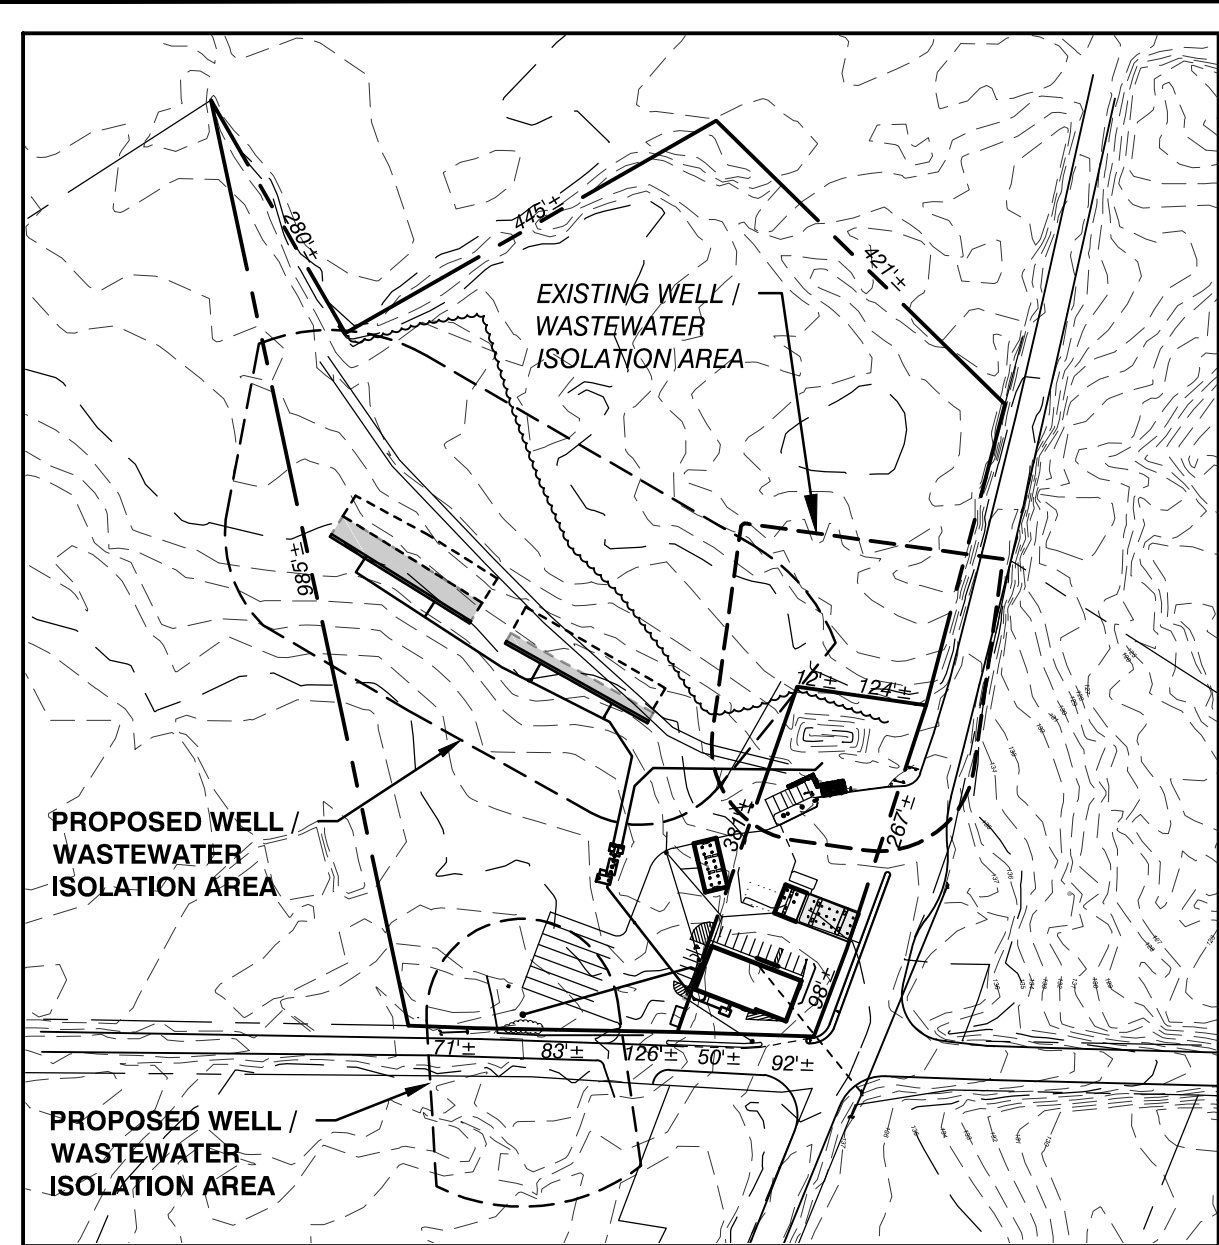 280'±
445'±
421'±
EXISTING WELL /
WASTEWATER
ISOLATION AREA
985'±
12'± 124'±
381'±
267'±
PROPOSED WELL /
WASTEWATER
ISOLATION AREA
98'±
71'± 83'± 126'± 50'± 92'±
PROPOSED WELL /
WASTEWATER
ISOLATION AREA